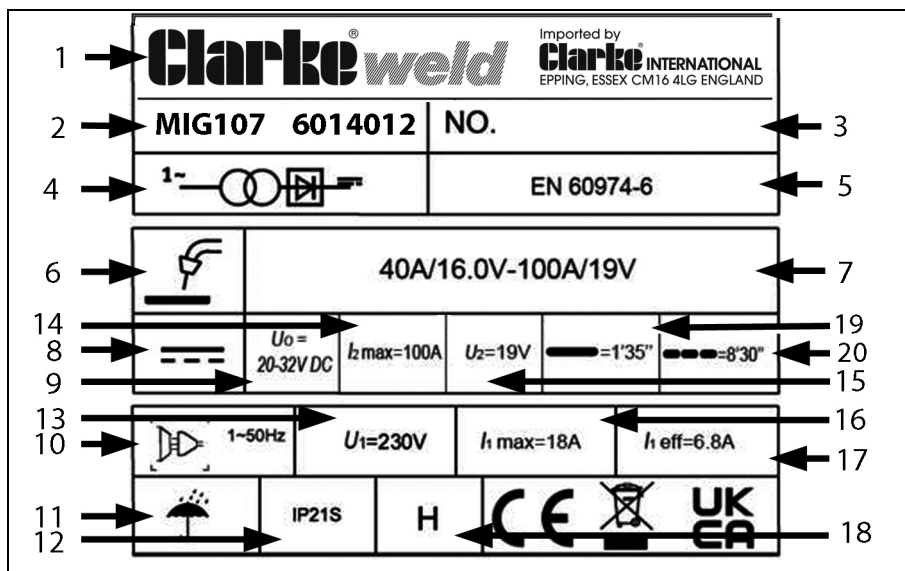 Clarke® weld
Imported by
Clarke INTERNATIONAL
EPPING, ESSEX CM16 4LG ENGLAND
1
2 MIG107 6014012 NO. 3
4 1~ EN 60974-6 5
6 40A/16.0V-100A/19V 7
14 19
8 U0 = I2 max=100A U2=19V =1'35” =8'30” 20
20-32V DC
9 15
13 16
10 1~50Hz U1=230V I1 max=18A I1 eff=6.8A
17
11 IP21S H CE UK
CA
12 18